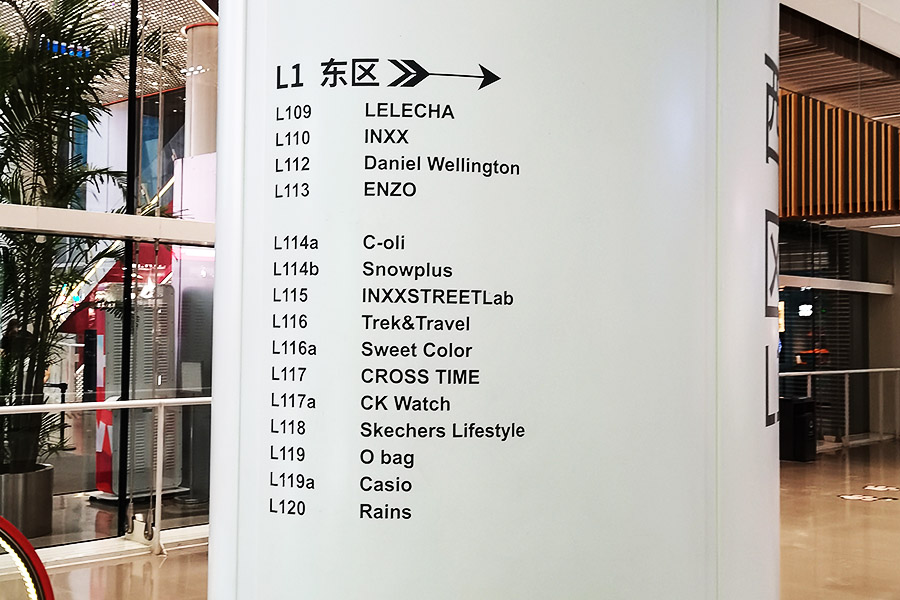 L1 东区
L109 LELECHA
L110 INXX
L112 Daniel Wellington
L113 ENZO
L114a C-oli
L114b Snowplus
L115 INXXSTREETLab
L116 Trek&Travel
L116a Sweet Color
L117 CROSS TIME
L117a CK Watch
L118 Skechers Lifestyle
L119 O bag
L119a Casio
L120 Rains